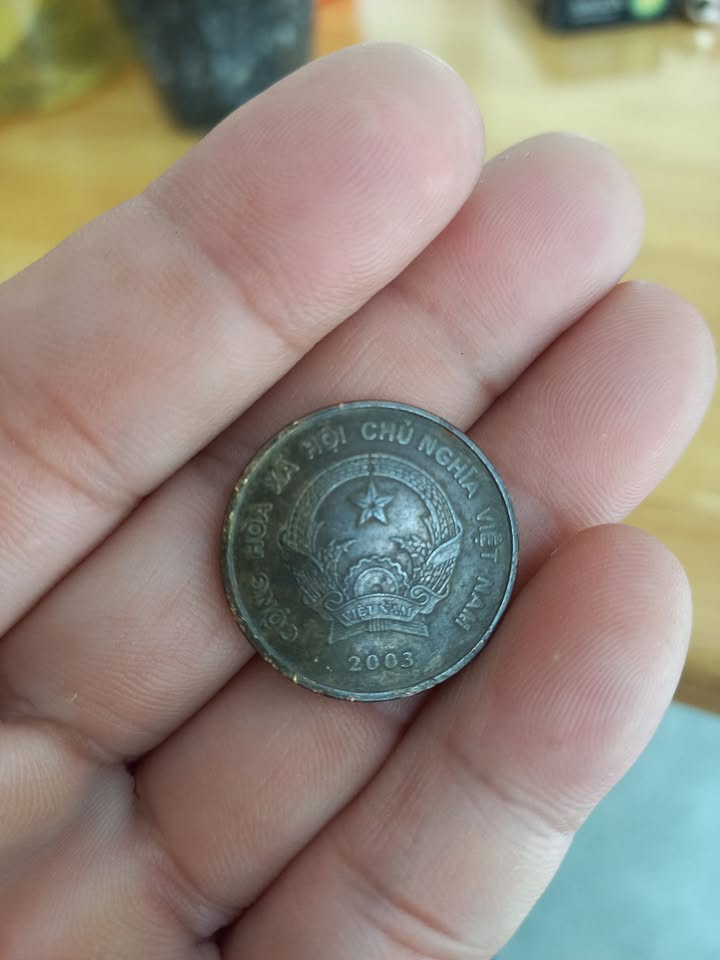 CỘNG HÒA XÃ HỘI CHỦ NGHĨA VIỆT NAM
VIỆT NAM
2003